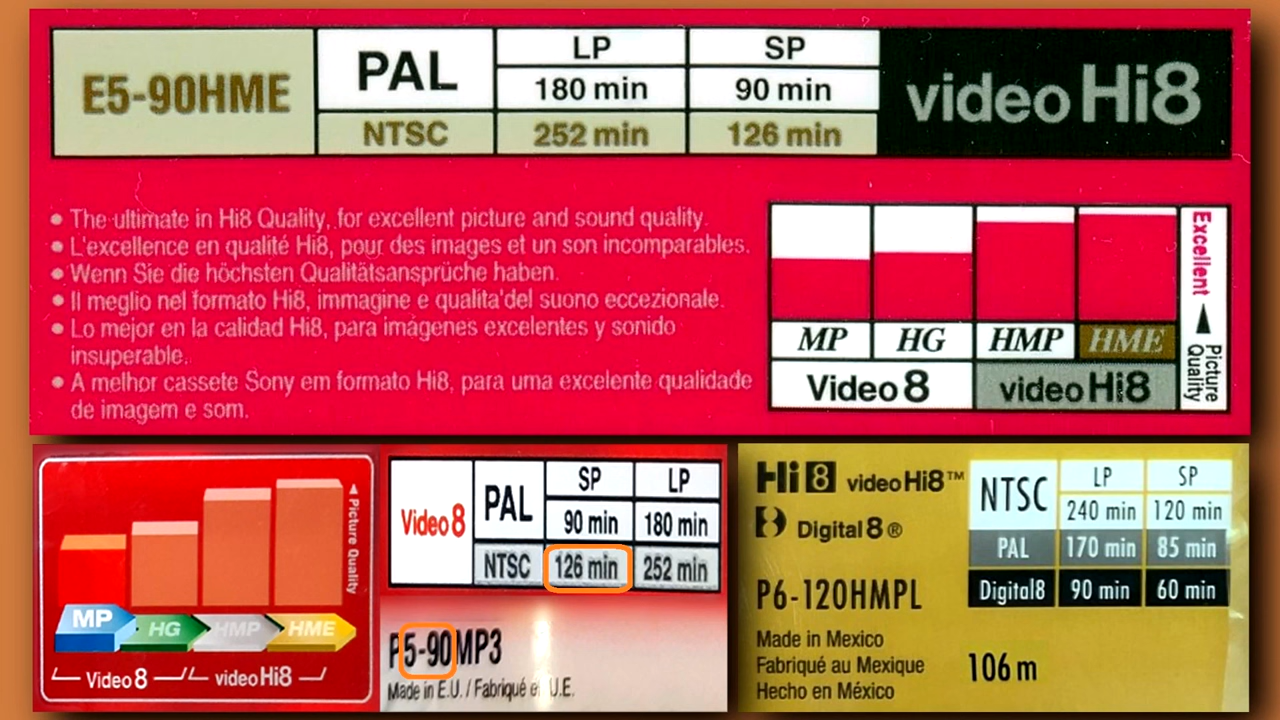 E5-90HME
PAL
NTSC
LP
180 min
252 min
SP
90 min
126 min
video Hi8
● The ultimate in Hi8 Quality, for excellent picture and sound quality.
● L'excellence en qualité Hi8, pour des images et un son incomparables.
● Wenn Sie die höchsten Qualitätsansprüche haben.
● Il meglio nel formato Hi8, immagine e qualita'del suono eccezionale.
● Lo mejor en la calidad Hi8, para imágenes excelentes y sonido
insuperable.
● A melhor cassete Sony em formato Hi8, para uma excelente qualidade
de imagem e som.
MP HG HMP HME
Video 8 video Hi8
Excellent ◄ Picture Quality
Picture Quality
MP HG HMP HME
Video 8 video Hi8
Video 8
PAL
NTSC
SP
90 min
126 min
LP
180 min
252 min
P5-90MP3
Made in E.U. / Fabriqué en U.E.
Hi8 video Hi8™
Digital 8®
P6-120HMPL
Made in Mexico
Fabriqué au Mexique
Hecho en México
NTSC
PAL
Digital8
LP
240 min
170 min
90 min
SP
120 min
85 min
60 min
106 m